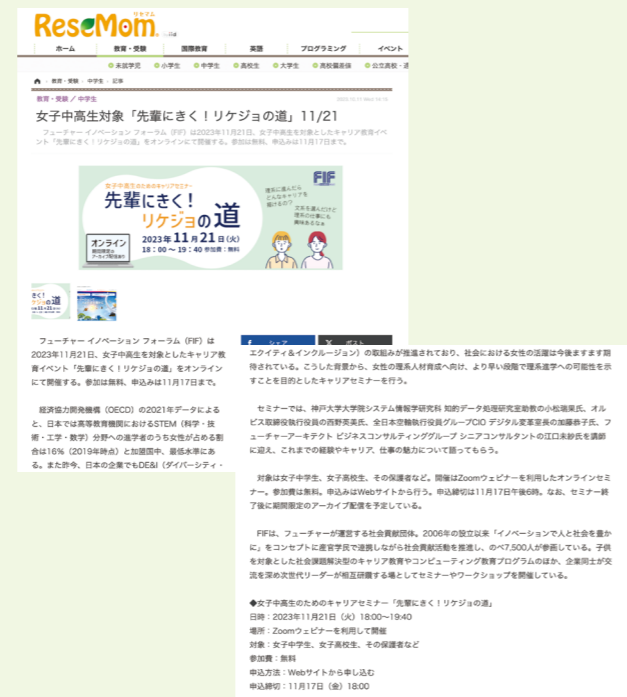 リセマム
ReseMom.
ホーム 教育・受験 国際教育 英語 プログラミング イベント
未就学児 小学生 中学生 高校生 大学生 高校偏差値 公立高校・
教育・受験 中学生 記事
教育・受験 / 中学生
女子中高生対象「先輩にきく！リケジョの道」11/21
フューチャー イノベーション フォーラム（FIF）は2023年11月21日、女子中高生を対象としたキャリア教育イベ
ント「先輩にきく！リケジョの道」をオンラインにて開催する。参加は無料、申込みは11月17日まで。
女子中高生のためのキャリアセミナー
先輩にきく！
リケジョの道
FIF
理系に進んだら
どんなキャリアを
描けるの？
文系を選んだけど
理系の仕事にも
興味あるなぁ
オンライン
期間限定の
アーカイブ配信あり
2023年11月21日（火）
18：00～19：40 参加費：無料
シェア ポスト
フューチャー イノベーション フォーラム（FIF）は
2023年11月21日、女子中高生を対象としたキャリア教
育イベント「先輩にきく！リケジョの道」をオンライン
にて開催する。参加は無料、申込みは11月17日まで。
経済協力開発機構（OECD）の2021年データによる
と、日本では高等教育機関におけるSTEM（科学・技
術・工学・数学）分野への進学者のうち女性が占める割
合は16%（2019年時点）と加盟国中、最低水準にあ
る。また昨今、日本の企業でもDE&I（ダイバーシティ・
エクイティ＆インクルージョン）の取組みが推進されており、社会における女性の活躍は今後ますます期
待されている。こうした背景から、女性の理系人材育成へ向け、より早い段階で理系進学への可能性を示
すことを目的としたキャリアセミナーを行う。
セミナーでは、神戸大学大学院システム情報学研究科 知的データ処理研究室助教の小松瑞果氏、オル
ビス取締役執行役員の西野英美氏、全日本空輸執行役員グループCIO デジタル変革室長の加藤恭子氏、フ
ューチャーアーキテクト ビジネスコンサルティンググループ シニアコンサルタントの江口未紗氏を講師
に迎え、これまでの経験やキャリア、仕事の魅力について語ってもらう。
対象は女子中学生、女子高校生、その保護者など。開催はZoomウェビナーを利用したオンラインセミ
ナー。参加費は無料。申込みはWebサイトから行う。申込締切は11月17日午後6時。なお、セミナー終
了後に期間限定のアーカイブ配信を予定している。
FIFは、フューチャーが運営する社会貢献団体。2006年の設立以来「イノベーションで人と社会を豊か
に」をコンセプトに産官学民で連携しながら社会貢献活動を推進し、のべ7,500人が参画している。子供
を対象とした社会課題解決型のキャリア教育やコンピューティング教育プログラムのほか、企業同士が交
流を深め次世代リーダーが相互研鑽する場としてセミナーやワークショップを開催している。
◆女子中高生のためのキャリアセミナー「先輩にきく！リケジョの道」
日時：2023年11月21日（火）18:00～19:40
場所：Zoomウェビナーを利用して開催
対象：女子中学生、女子高校生、その保護者など
参加費：無料
申込方法：Webサイトから申し込む
申込締切：11月17日（金）18:00